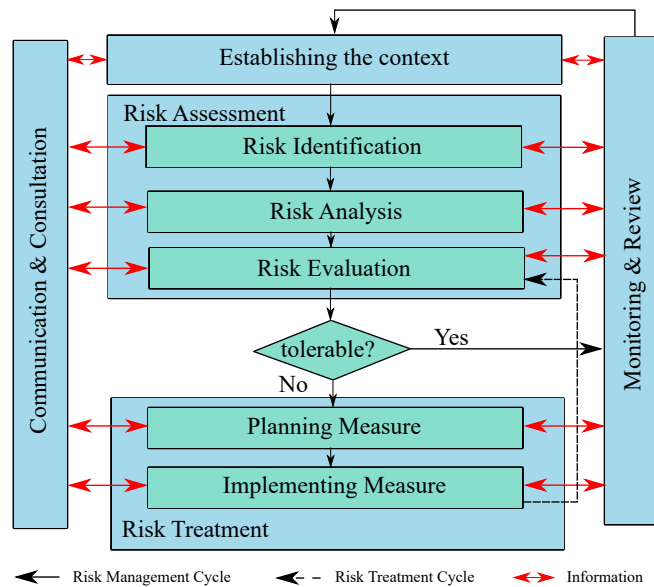 Establishing the context
Communication & Consultation
Risk Assessment
Risk Identification
Risk Analysis
Risk Evaluation
Monitoring & Review
tolerable?
Yes
No
Planning Measure
Implementing Measure
Risk Treatment
Risk Management Cycle
Risk Treatment Cycle
Information